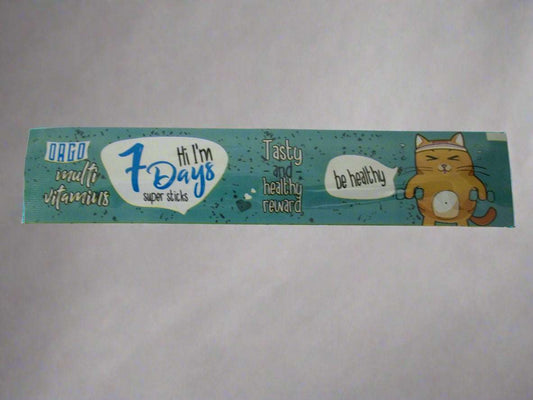 ORGO
multi
vitamins
Hi I'm
7 Days
super sticks
Tasty
and
healthy
reward
be healthy